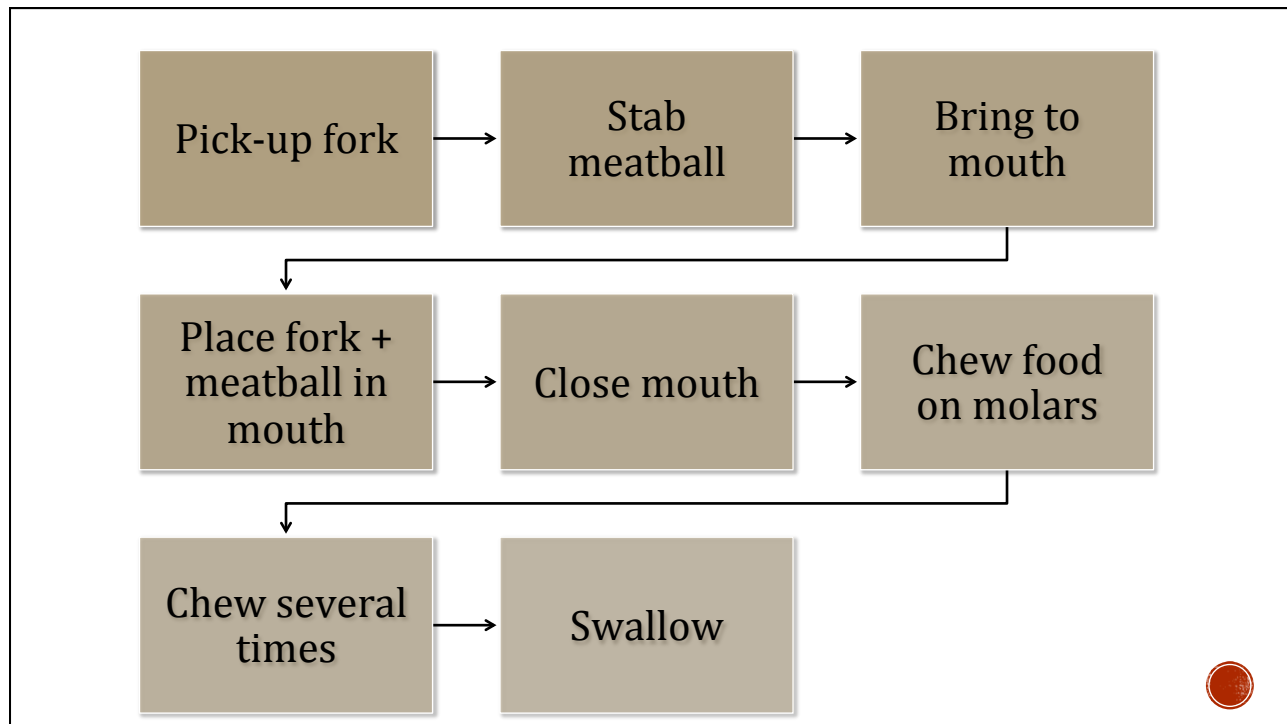 Pick-up fork
Stab
meatball
Bring to
mouth
Place fork +
meatball in
mouth
Close mouth
Chew food
on molars
Chew several
times
Swallow